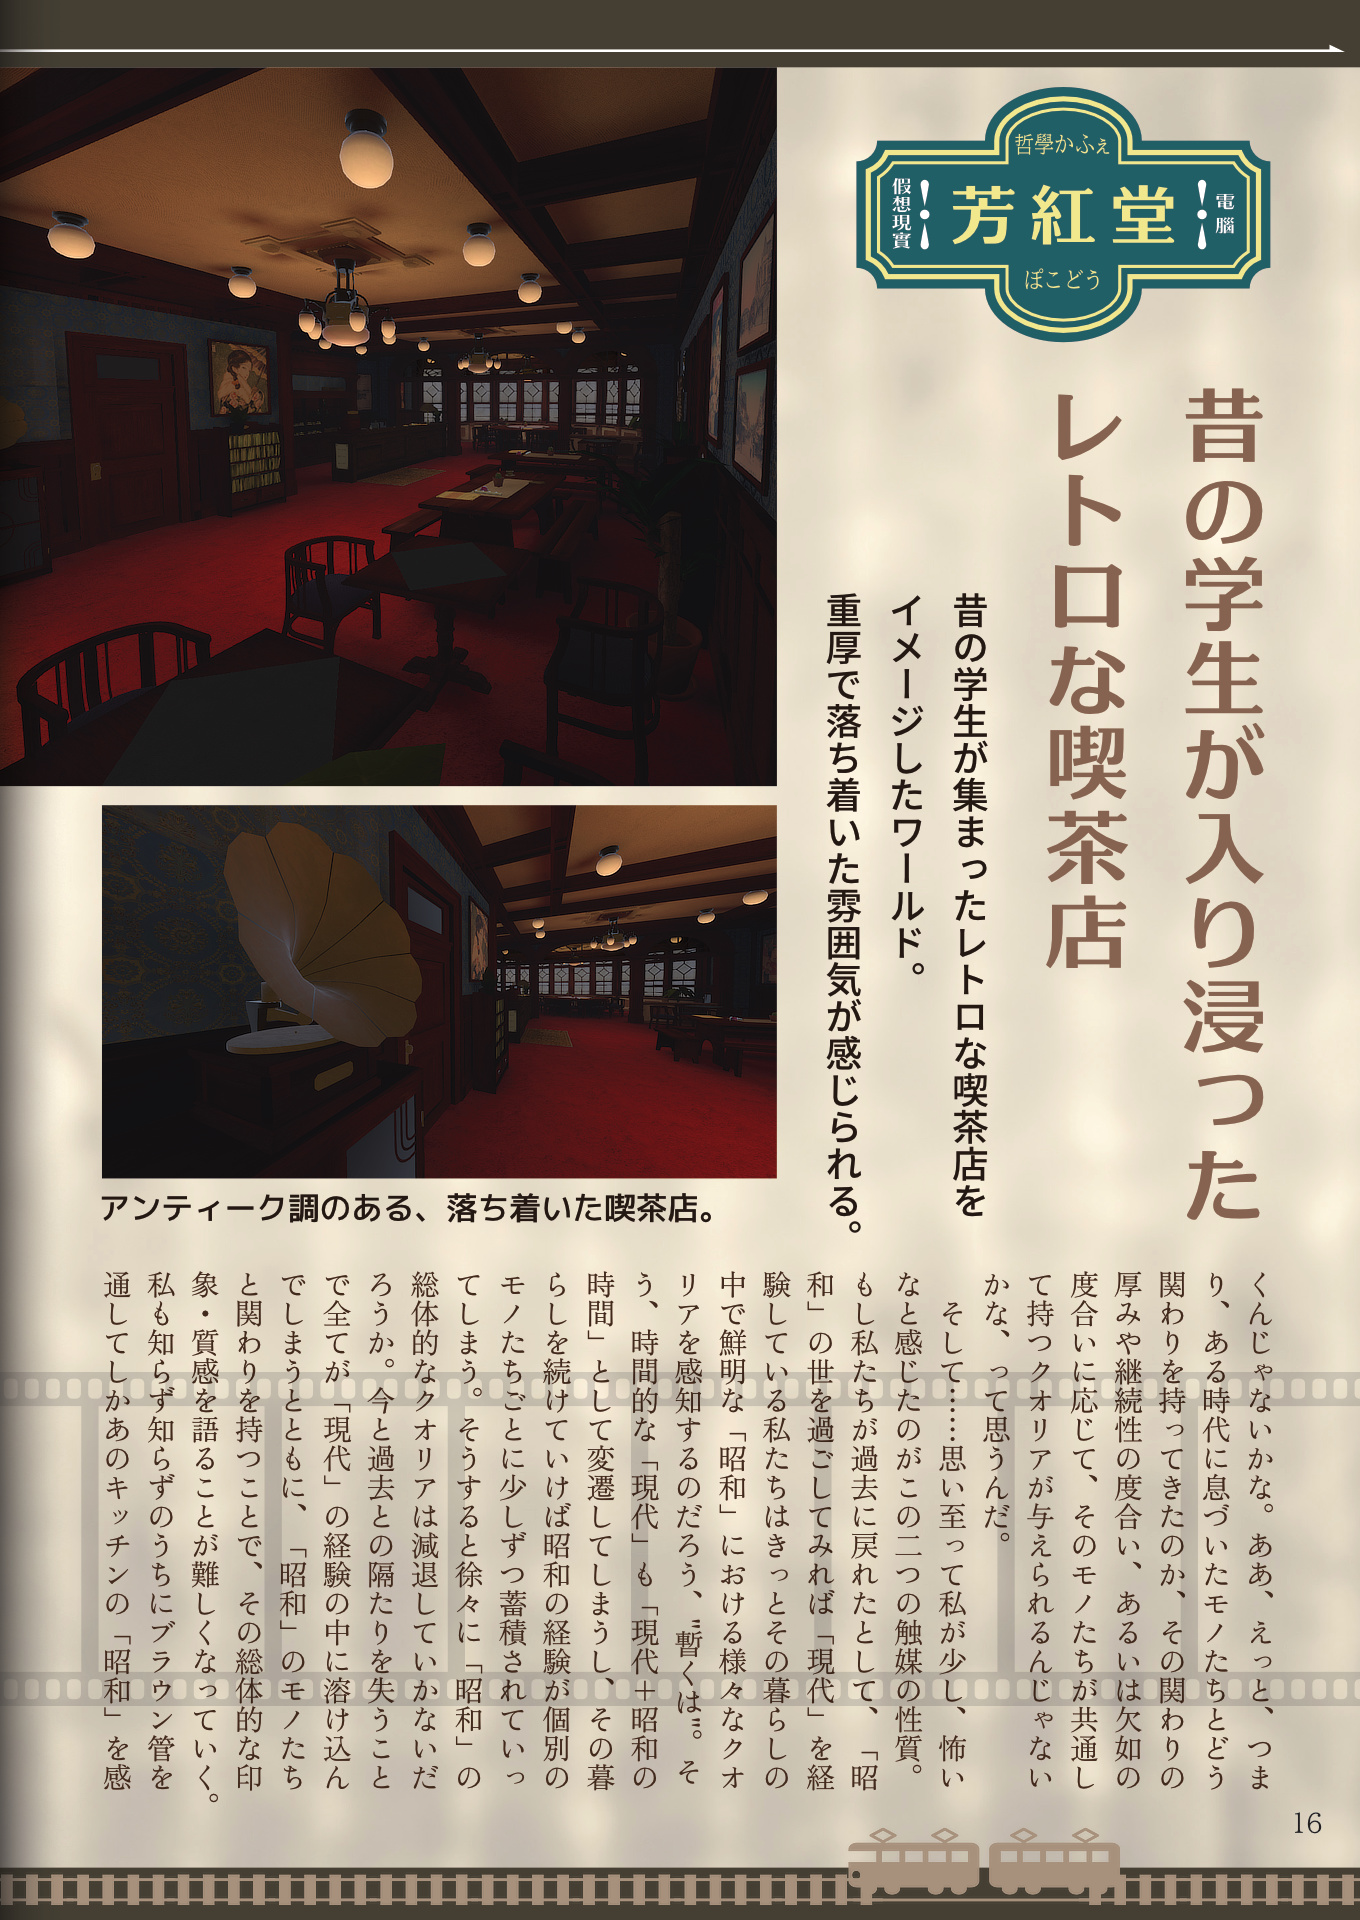 哲學かふぇ
電腦
芳紅堂
假想現實
ぽこどう
昔の学生が入り浸った
レトロな喫茶店
昔の学生が集まったレトロな喫茶店を
イメージしたワールド。
重厚で落ち着いた雰囲気が感じられる。
アンティーク調のある、落ち着いた喫茶店。
くんじゃないかな。ああ、えっと、つま
り、ある時代に息づいたモノたちとどう
関わりを持ってきたのか、その関わりの
厚みや継続性の度合い、あるいは欠如の
度合いに応じて、そのモノたちが共通し
て持つクオリアが与えられるんじゃない
かな、って思うんだ。
そして……思い至って私が少し、怖い
なと感じたのがこの二つの触媒の性質。
もし私たちが過去に戻れたとして、「昭
和」の世を過ごしてみれば「現代」を経
験している私たちはきっとその暮らしの
中で鮮明な「昭和」における様々なクオ
リアを感知するのだろう、"暫くは"。そ
う、時間的な「現代」も「現代＋昭和の
時間」として変遷してしまうし、その暮
らしを続けていけば昭和の経験が個別の
モノたちごとに少しずつ蓄積されていっ
てしまう。そうすると徐々に「昭和」の
総体的なクオリアは減退していかないだ
ろうか。今と過去との隔たりを失うこと
で全てが「現代」の経験の中に溶け込ん
でしまうとともに、「昭和」のモノたち
と関わりを持つことで、その総体的な印
象・質感を語ることが難しくなっていく。
私も知らず知らずのうちにブラウン管を
通してしかあのキッチンの「昭和」を感
16